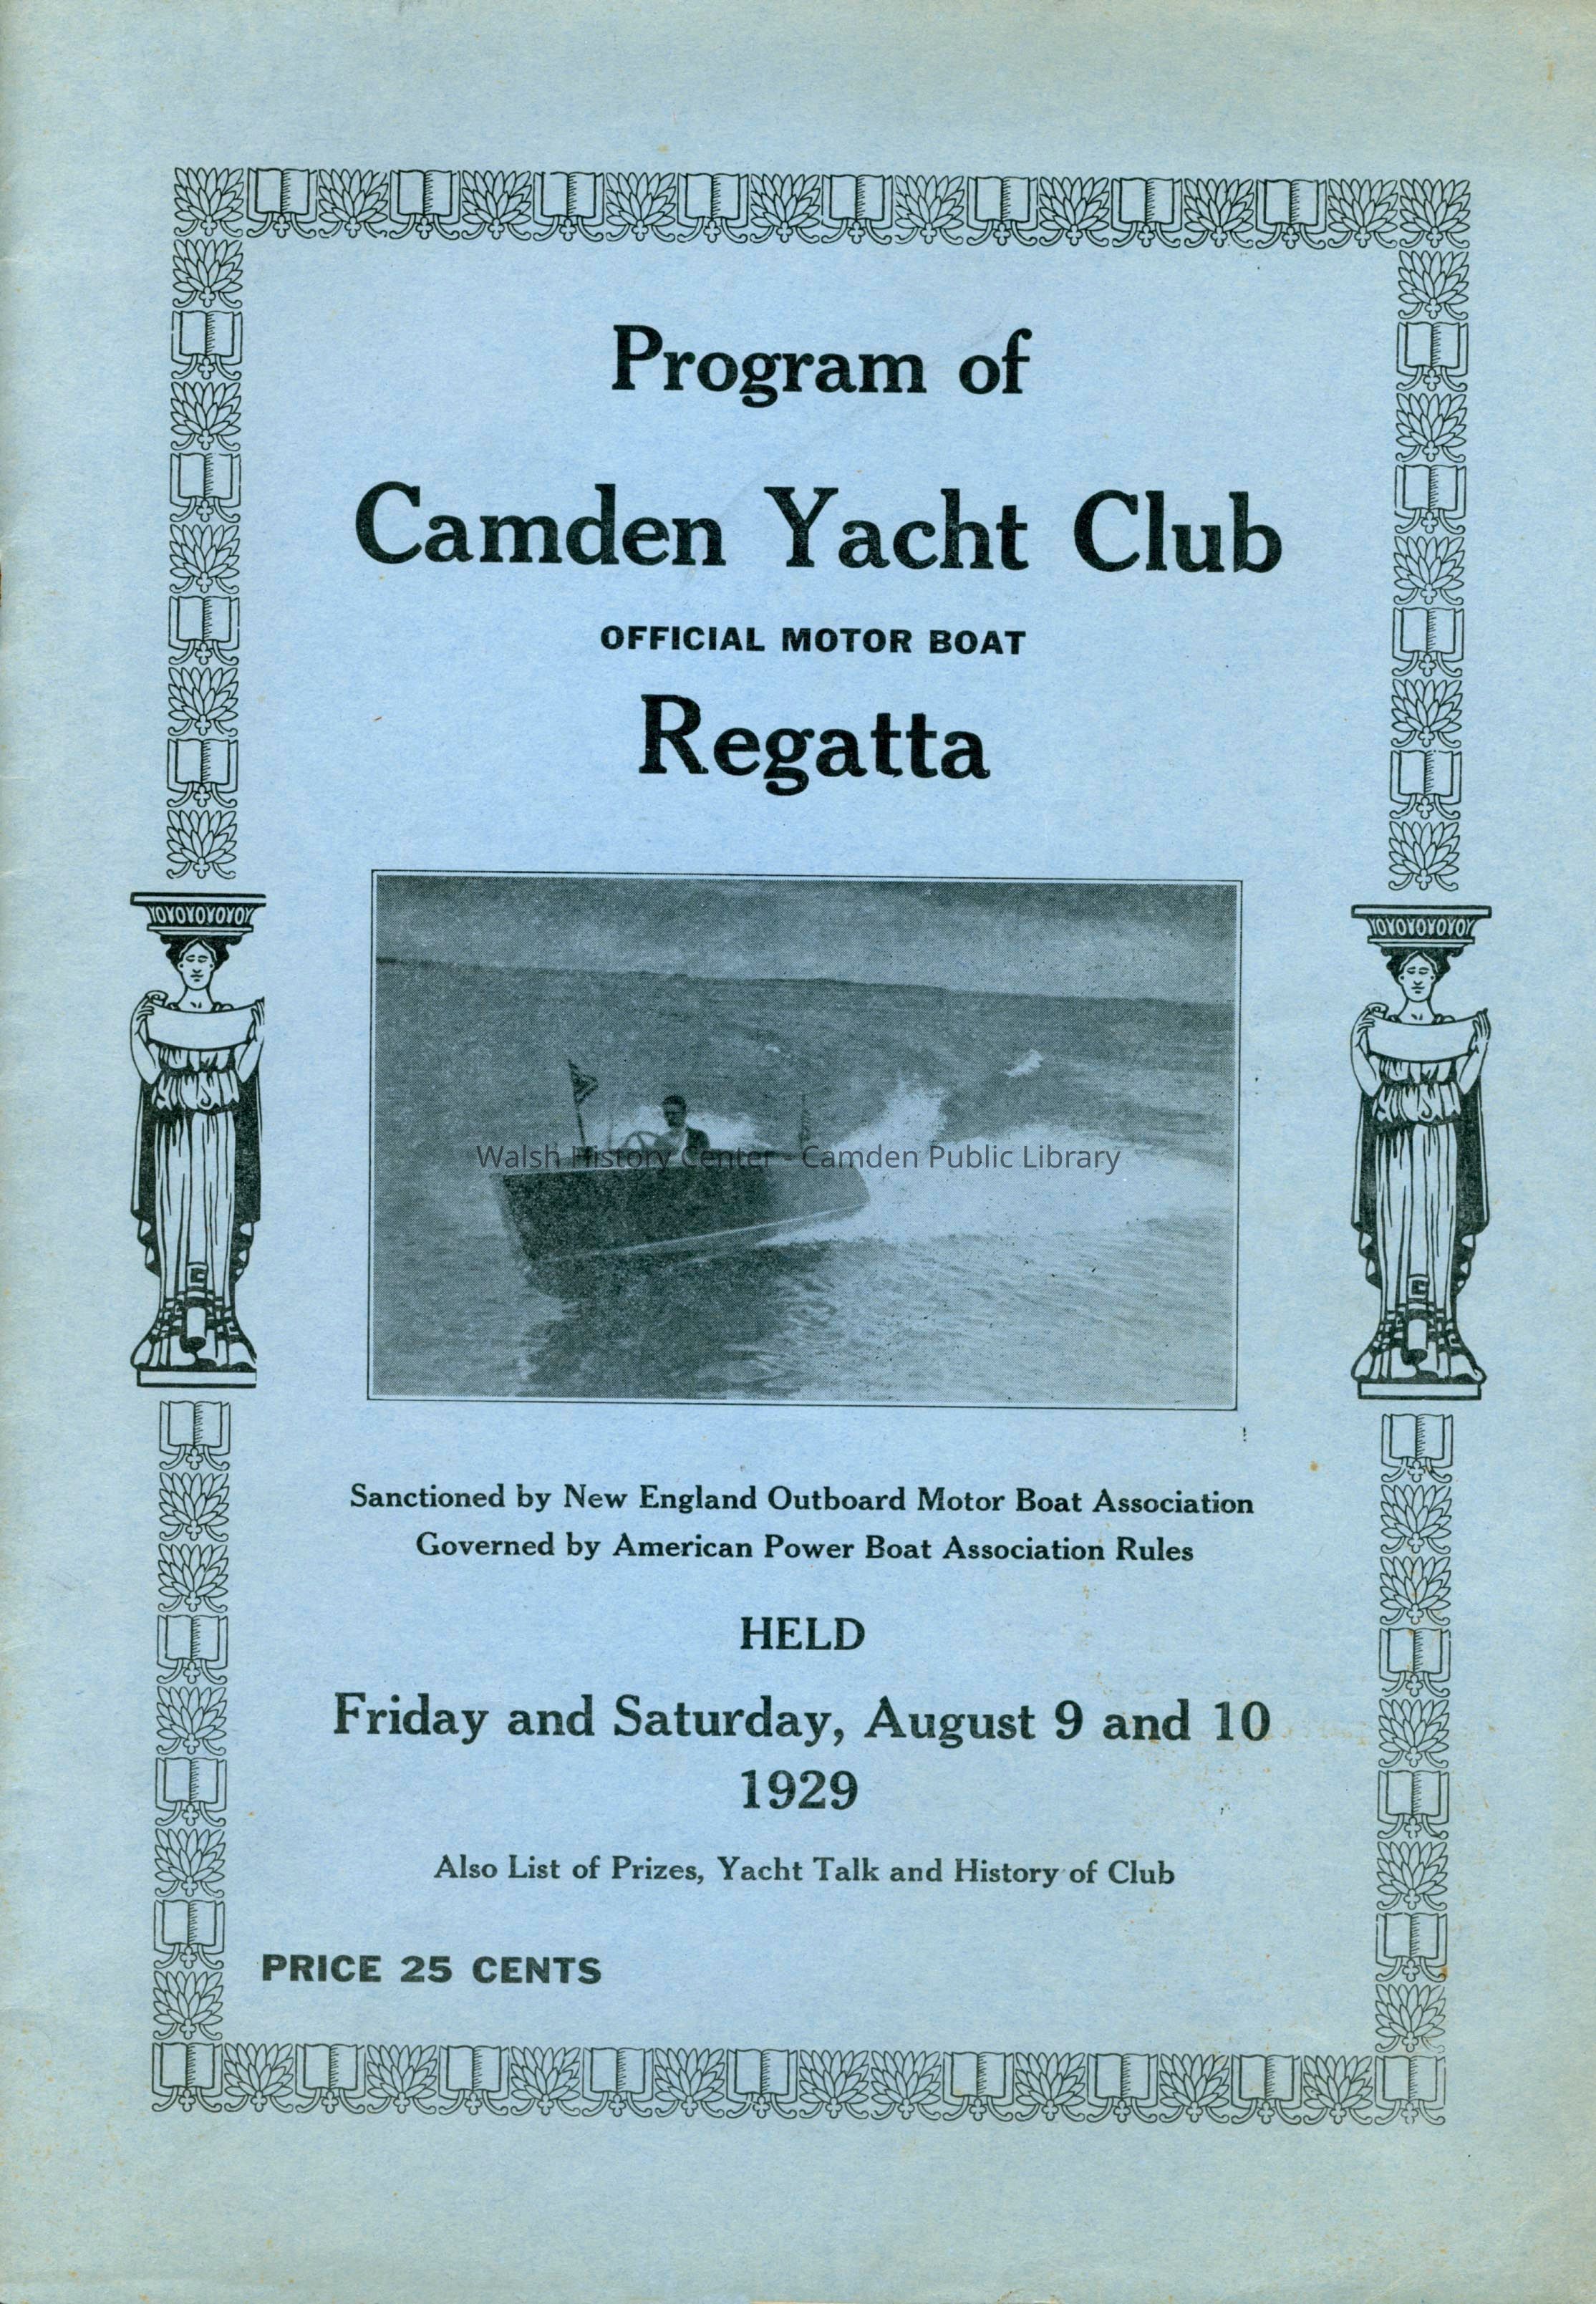 Program of
Camden Yacht Club
OFFICIAL MOTOR BOAT
Regatta
Walsh History Center - Camden Public Library
Sanctioned by New England Outboard Motor Boat Association
Governed by American Power Boat Association Rules
HELD
Friday and Saturday, August 9 and 10
1929
Also List of Prizes, Yacht Talk and History of Club
PRICE 25 CENTS